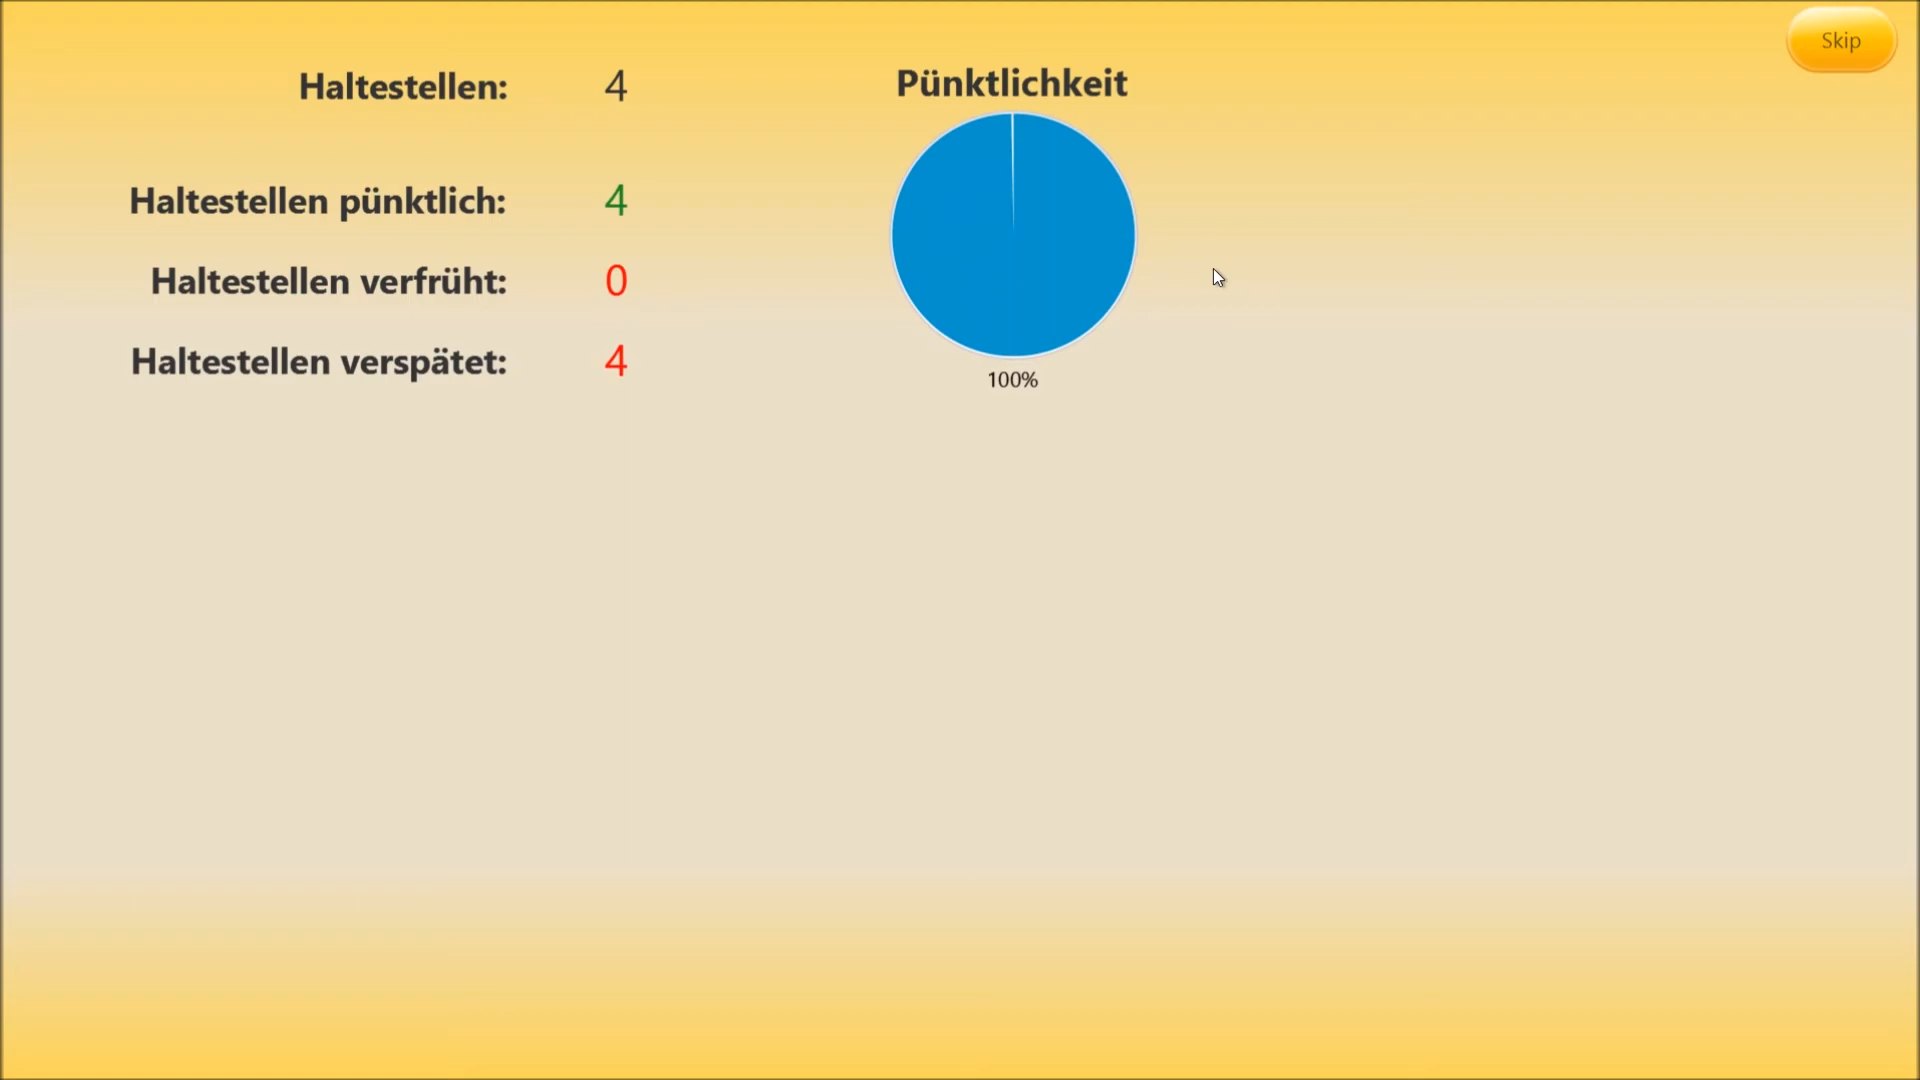 Skip
Haltestellen: 4
Pünktlichkeit
Haltestellen pünktlich: 4
Haltestellen verfrüht: 0
Haltestellen verspätet: 4
100%